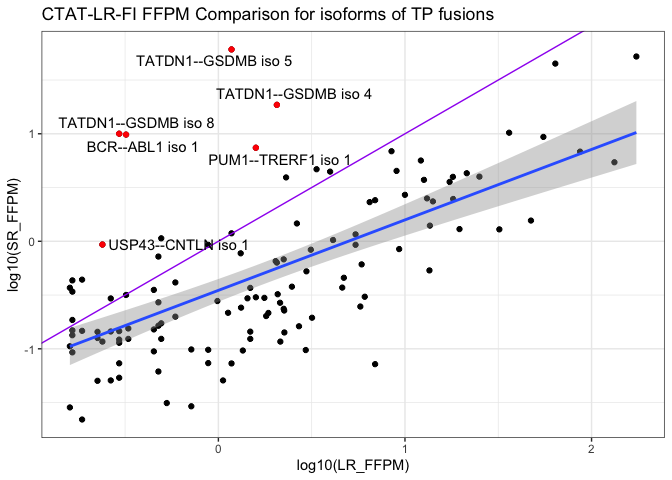 CTAT-LR-FI FFPM Comparison for isoforms of TP fusions
TATDN1--GSDMB iso 5
TATDN1--GSDMB iso 4
TATDN1--GSDMB iso 8
BCR--ABL1 iso 1
PUM1--TRERF1 iso 1
USP43--CNTLN iso 1
log10(SR_FFPM)
1
0
-1
0
1
2
log10(LR_FFPM)